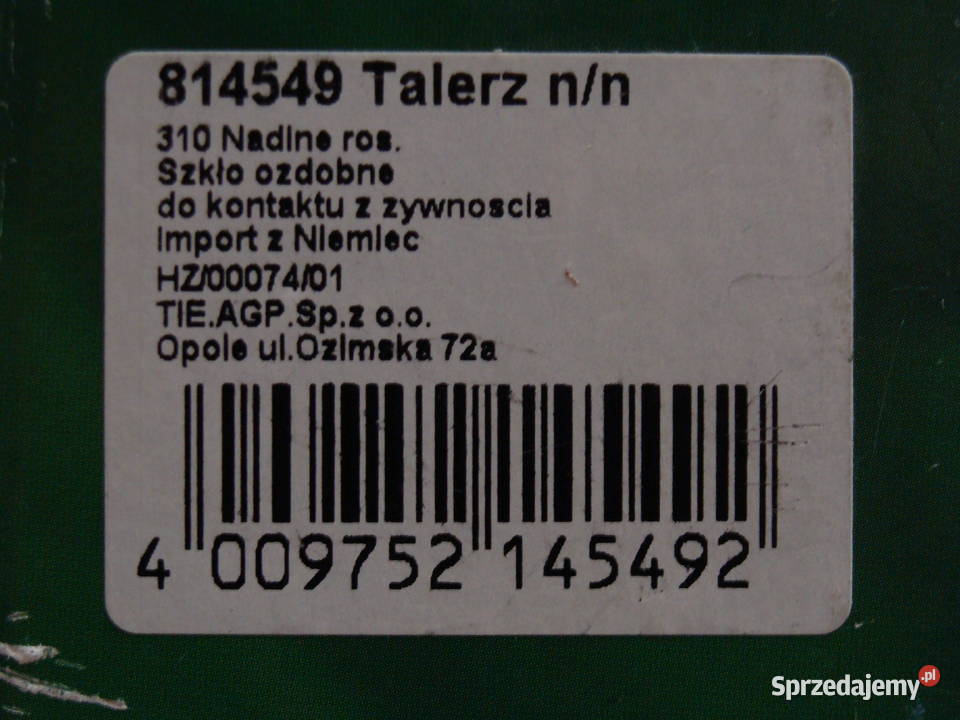 814549 Talerz n/n
310 Nadine ros.
Szkło ozdobne
do kontaktu z zywnoscia
Import z Niemiec
HZ/00074/01
TIE.AGP.Sp.z o.o.
Opole ul.Ozimska 72a
4 009752 145492
Sprzedajemy.pl